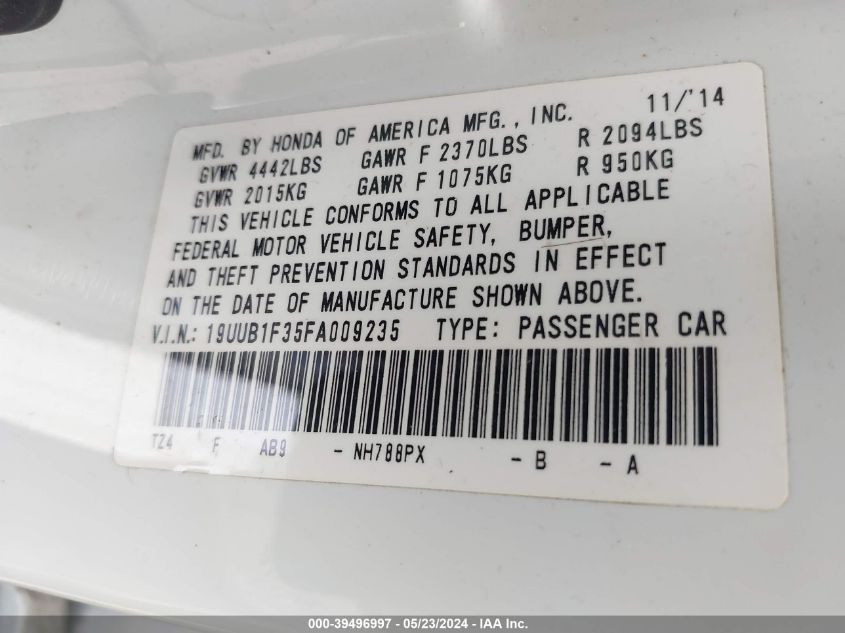 MFD. BY HONDA OF AMERICA MFG., INC. 11/'14
GVWR 4442LBS GAWR F 2370LBS R 2094LBS
GVWR 2015KG GAWR F 1075KG R 950KG
THIS VEHICLE CONFORMS TO ALL APPLICABLE
FEDERAL MOTOR VEHICLE SAFETY, BUMPER,
AND THEFT PREVENTION STANDARDS IN EFFECT
ON THE DATE OF MANUFACTURE SHOWN ABOVE.
V.I.N.: 19UUB1F35FA009235 TYPE: PASSENGER CAR
TZ4 F AB9 - NH788PX - B - A
000-39496997 - 05/23/2024 - IAA Inc.